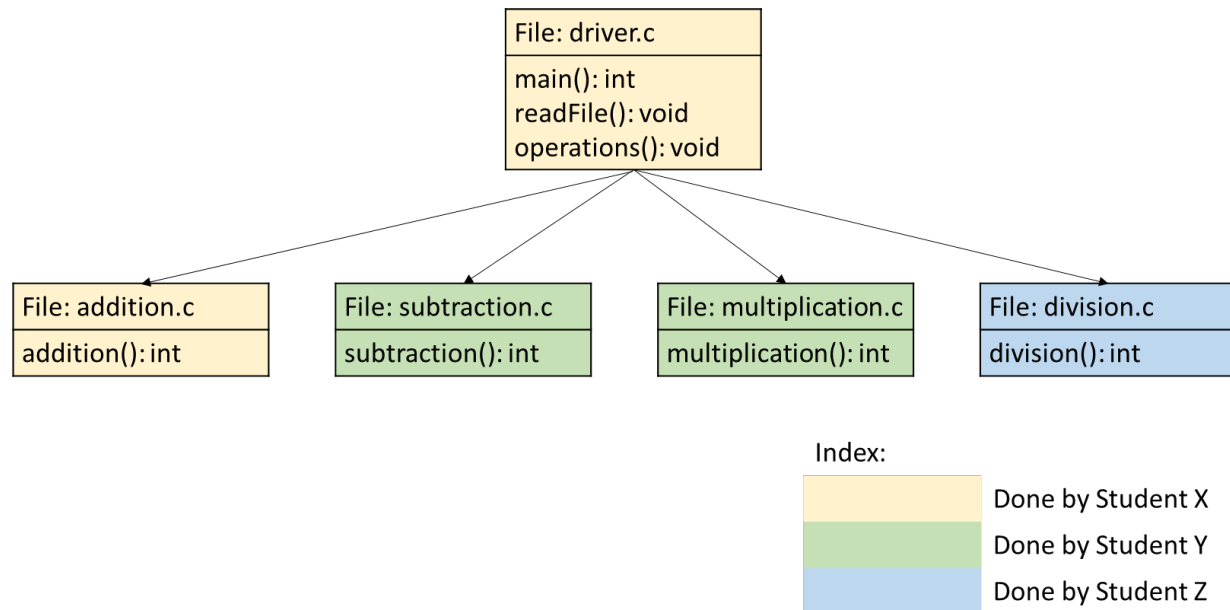 File: driver.c
main(): int
readFile(): void
operations(): void
File: addition.c
addition(): int
File: subtraction.c
subtraction(): int
File: multiplication.c
multiplication(): int
File: division.c
division(): int
Index:
Done by Student X
Done by Student Y
Done by Student Z